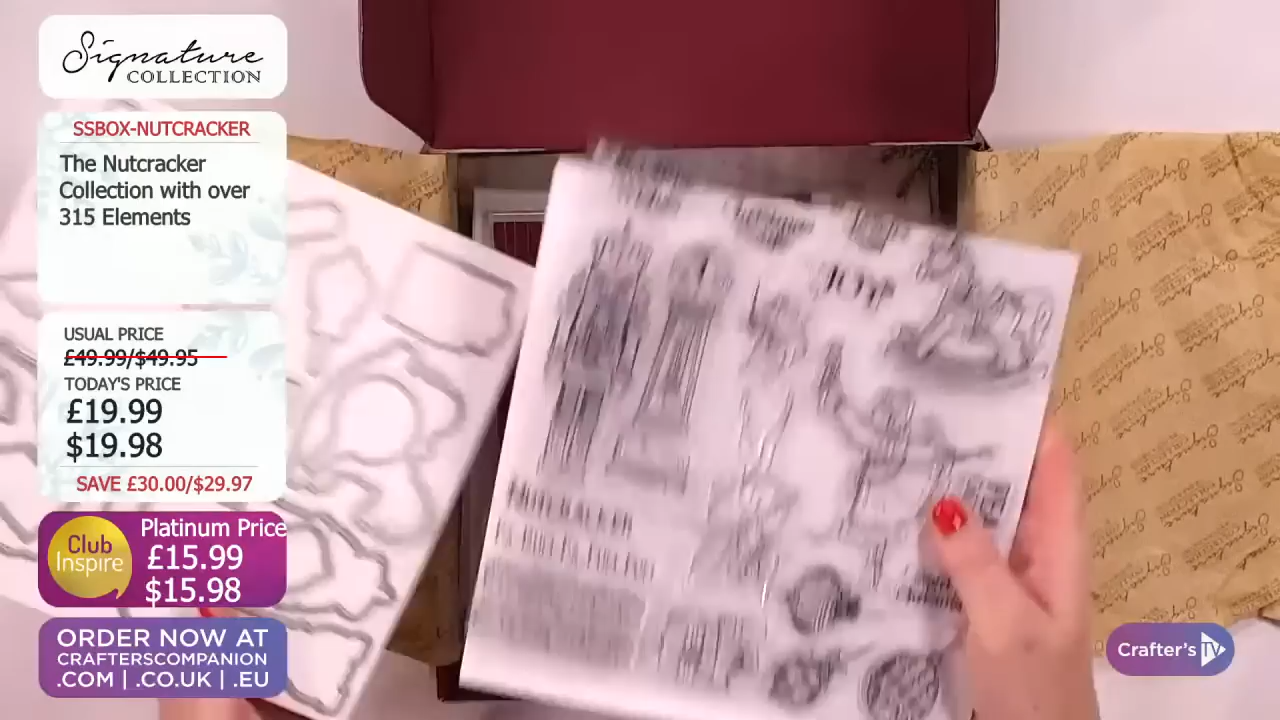 Signature
COLLECTION
SSBOX-NUTCRACKER
The Nutcracker
Collection with over
315 Elements
USUAL PRICE
£49.99/$49.95
TODAY'S PRICE
£19.99
$19.98
SAVE £30.00/$29.97
Club
Inspire
Platinum Price
£15.99
$15.98
ORDER NOW AT
CRAFTERSCOMPANION
.COM | .CO.UK | .EU
Crafter's TV